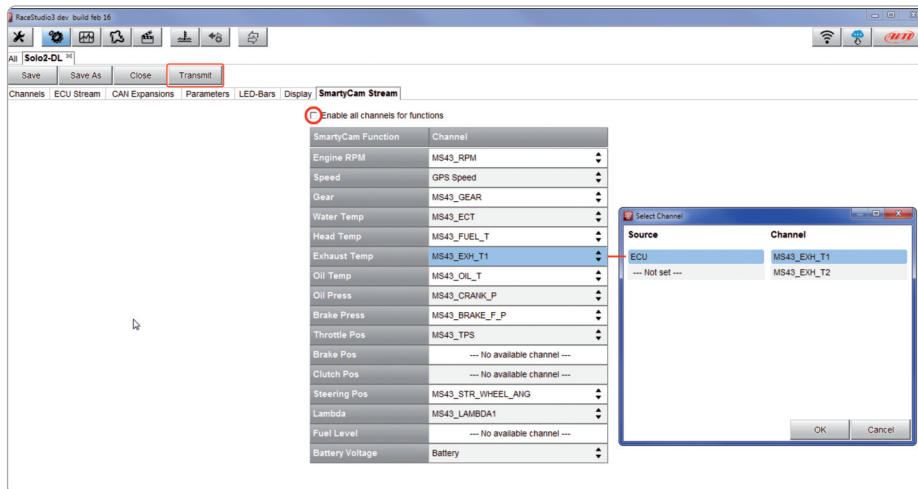 RaceStudio3 dev build feb 16
All Solo2-DL
Save Save As Close Transmit
Channels ECU Stream CAN Expansions Parameters LED-Bars Display SmartyCam Stream
Enable all channels for functions
SmartyCam Function Channel
Engine RPM MS43_RPM
Speed GPS Speed
Gear MS43_GEAR
Water Temp MS43_ECT
Head Temp MS43_FUEL_T
Exhaust Temp MS43_EXH_T1
Oil Temp MS43_OIL_T
Oil Press MS43_CRANK_P
Brake Press MS43_BRAKE_F_P
Throttle Pos MS43_TPS
Brake Pos --- No available channel ---
Clutch Pos --- No available channel ---
Steering Pos MS43_STR_WHEEL_ANG
Lambda MS43_LAMBDA1
Fuel Level --- No available channel ---
Battery Voltage Battery
Select Channel
Source Channel
ECU MS43_EXH_T1
--- Not set --- MS43_EXH_T2
OK Cancel